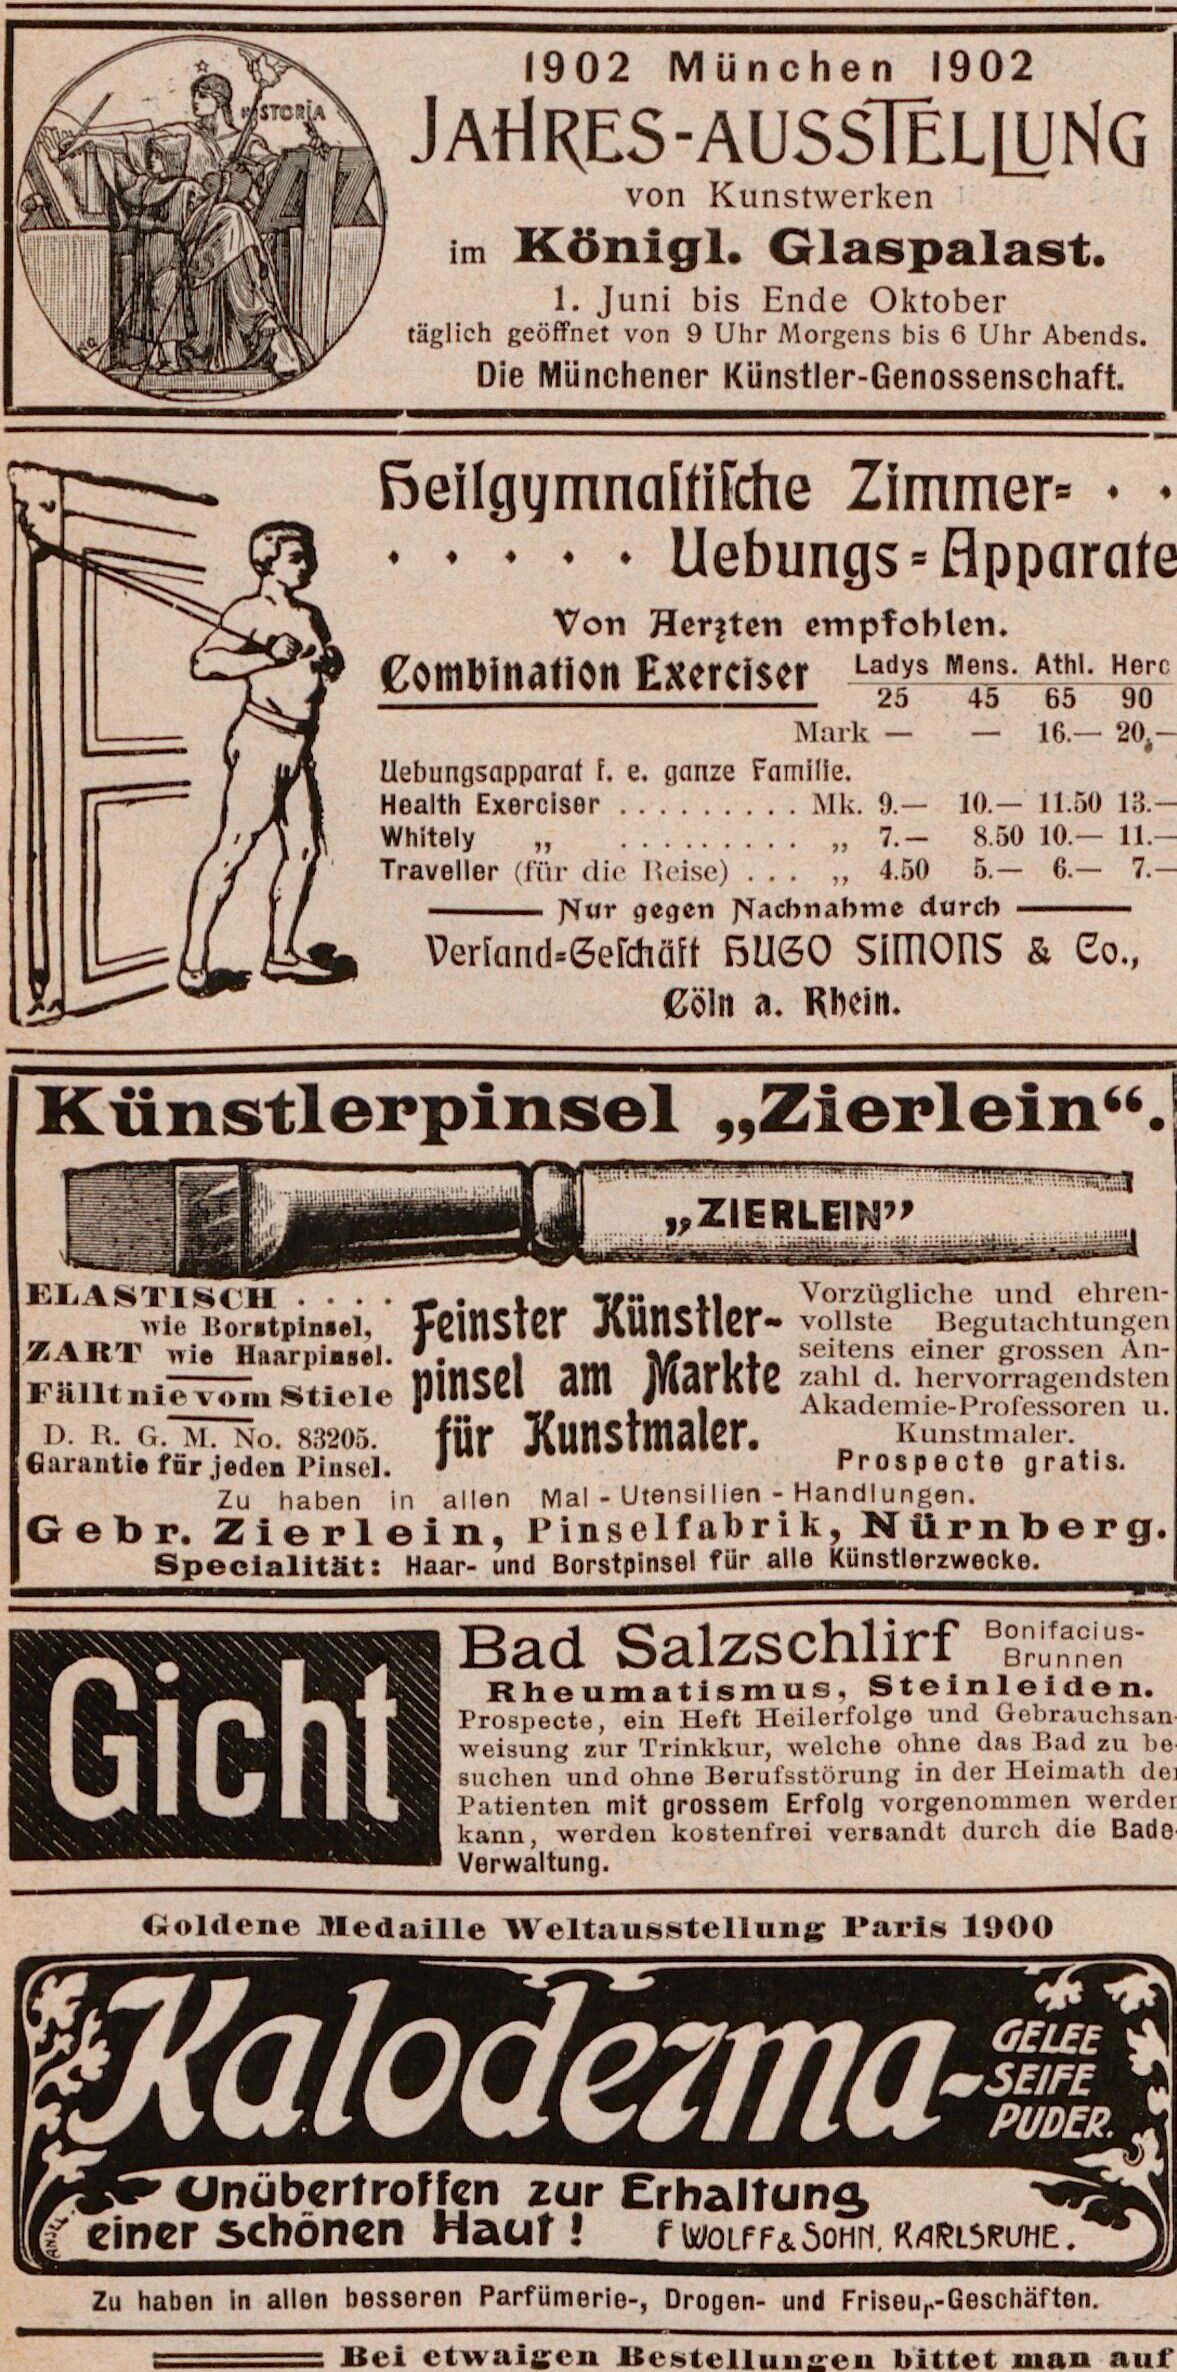 HISTORIA
1902 München 1902
JAHRES-AUSSTELLUNG
von Kunstwerken
im Königl. Glaspalast.
1. Juni bis Ende Oktober
täglich geöffnet von 9 Uhr Morgens bis 6 Uhr Abends.
Die Münchener Künstler-Genossenschaft.
Heilgymnaſtiſche Zimmer= . .
. . . . . Uebungs=Apparate
Von Aerzten empfohlen.
Combination Exerciser Ladys Mens. Athl. Herc
25 45 65 90
Mark — — 16.— 20,—
Uebungsapparat f. e. ganze Familie.
Health Exerciser . . . . . . . . . Mk. 9.— 10.— 11.50 13.—
Whitely „ . . . . . . . . . „ 7.— 8.50 10.— 11.—
Traveller (für die Reise) . . . „ 4.50 5.— 6.— 7.—
Nur gegen Nachnahme durch
Verſand=Geſchäft HUGO SIMONS & Co.,
Cöln a. Rhein.
Künstlerpinsel „Zierlein“.
„ZIERLEIN”
ELASTISCH . . . .
wie Borstpinsel,
ZART wie Haarpinsel.
Fällt nie vom Stiele
D. R. G. M. No. 83205.
Garantie für jeden Pinsel.
Feinster Künstler-
pinsel am Markte
für Kunstmaler.
Vorzügliche und ehren-
vollste Begutachtungen
seitens einer grossen An-
zahl d. hervorragendsten
Akademie-Professoren u.
Kunstmaler.
Prospecte gratis.
Zu haben in allen Mal-Utensilien-Handlungen.
Gebr. Zierlein, Pinselfabrik, Nürnberg.
Specialität: Haar- und Borstpinsel für alle Künstlerzwecke.
Gicht
Bad Salzschlirf Bonifacius-
Brunnen
Rheumatismus, Steinleiden.
Prospecte, ein Heft Heilerfolge und Gebrauchsan-
weisung zur Trinkkur, welche ohne das Bad zu be-
suchen und ohne Berufsstörung in der Heimath der
Patienten mit grossem Erfolg vorgenommen werden
kann, werden kostenfrei versandt durch die Bade-
Verwaltung.
Goldene Medaille Weltausstellung Paris 1900
Kaloderma-
GELEE
SEIFE
PUDER.
Unübertroffen zur Erhaltung
einer schönen Haut! F WOLFF & SOHN, KARLSRUHE.
Zu haben in allen besseren Parfümerie-, Drogen- und Friseur-Geschäften.
Bei etwaigen Bestellungen bittet man auf